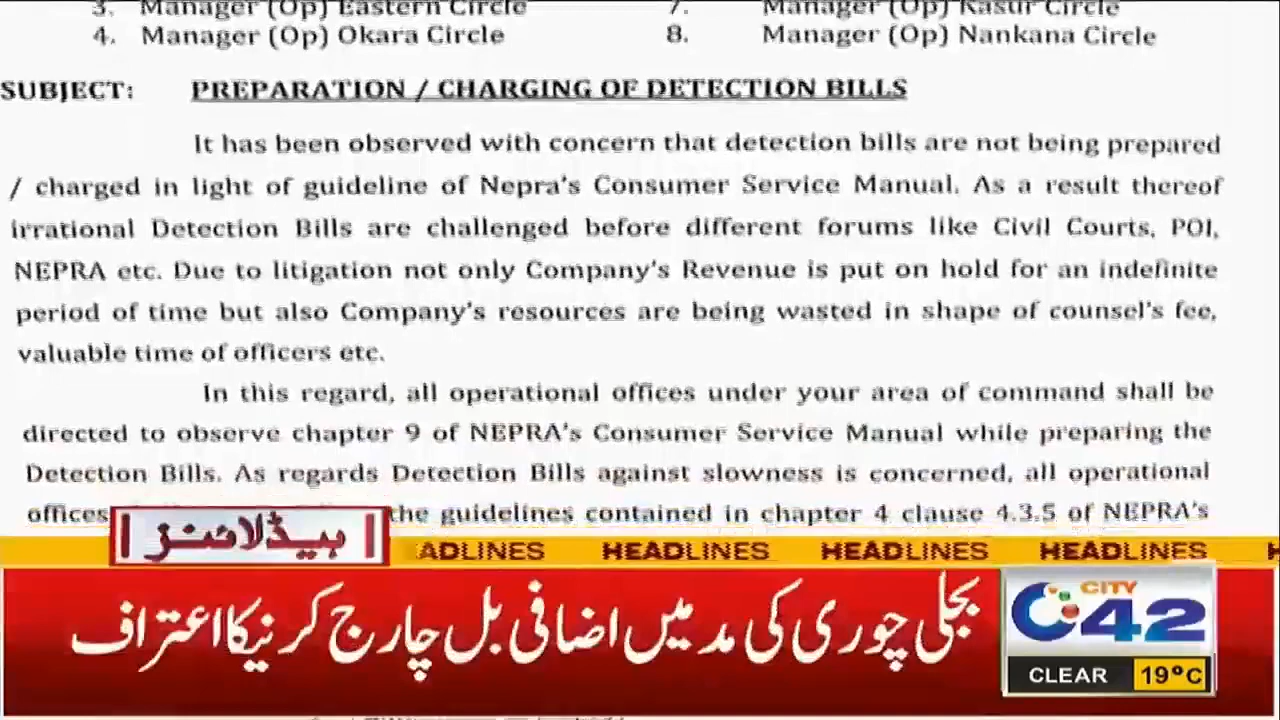 3. Manager (Op) Eastern Circle
7. Manager (Op) Kasur Circle
4. Manager (Op) Okara Circle
8. Manager (Op) Nankana Circle
SUBJECT: PREPARATION / CHARGING OF DETECTION BILLS
It has been observed with concern that detection bills are not being prepared
/ charged in light of guideline of Nepra's Consumer Service Manual. As a result thereof
irrational Detection Bills are challenged before different forums like Civil Courts, POI,
NEPRA etc. Due to litigation not only Company's Revenue is put on hold for an indefinite
period of time but also Company's resources are being wasted in shape of counsel's fee,
valuable time of officers etc.
In this regard, all operational offices under your area of command shall be
directed to observe chapter 9 of NEPRA's Consumer Service Manual while preparing the
Detection Bills. As regards Detection Bills against slowness is concerned, all operational
offices the guidelines contained in chapter 4 clause 4.3.5 of NEPRA's
ہیڈلائنز
ADLINES HEADLINES HEADLINES HEADLINES H
بجلی چوری کی مد میں اضافی بل چارج کرنیکا اعتراف
CITY
42
CLEAR 19°C